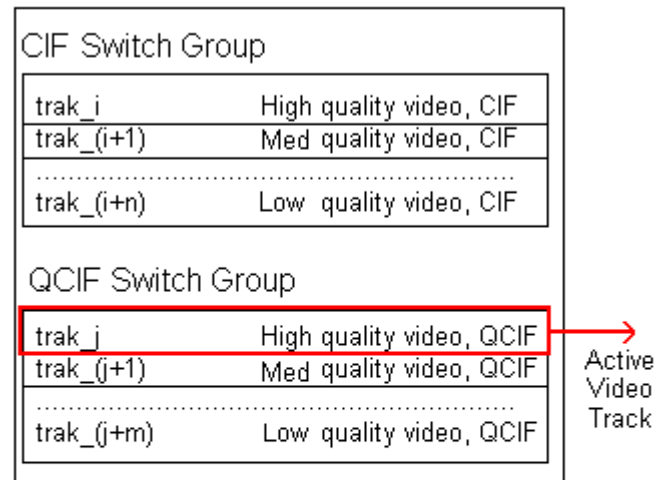 CIF Switch Group
trak_i High quality video, CIF
trak_(i+1) Med quality video, CIF
trak_(i+n) Low quality video, CIF
QCIF Switch Group
trak_j High quality video, QCIF
trak_(j+1) Med quality video, QCIF
trak_(j+m) Low quality video, QCIF
Active
Video
Track